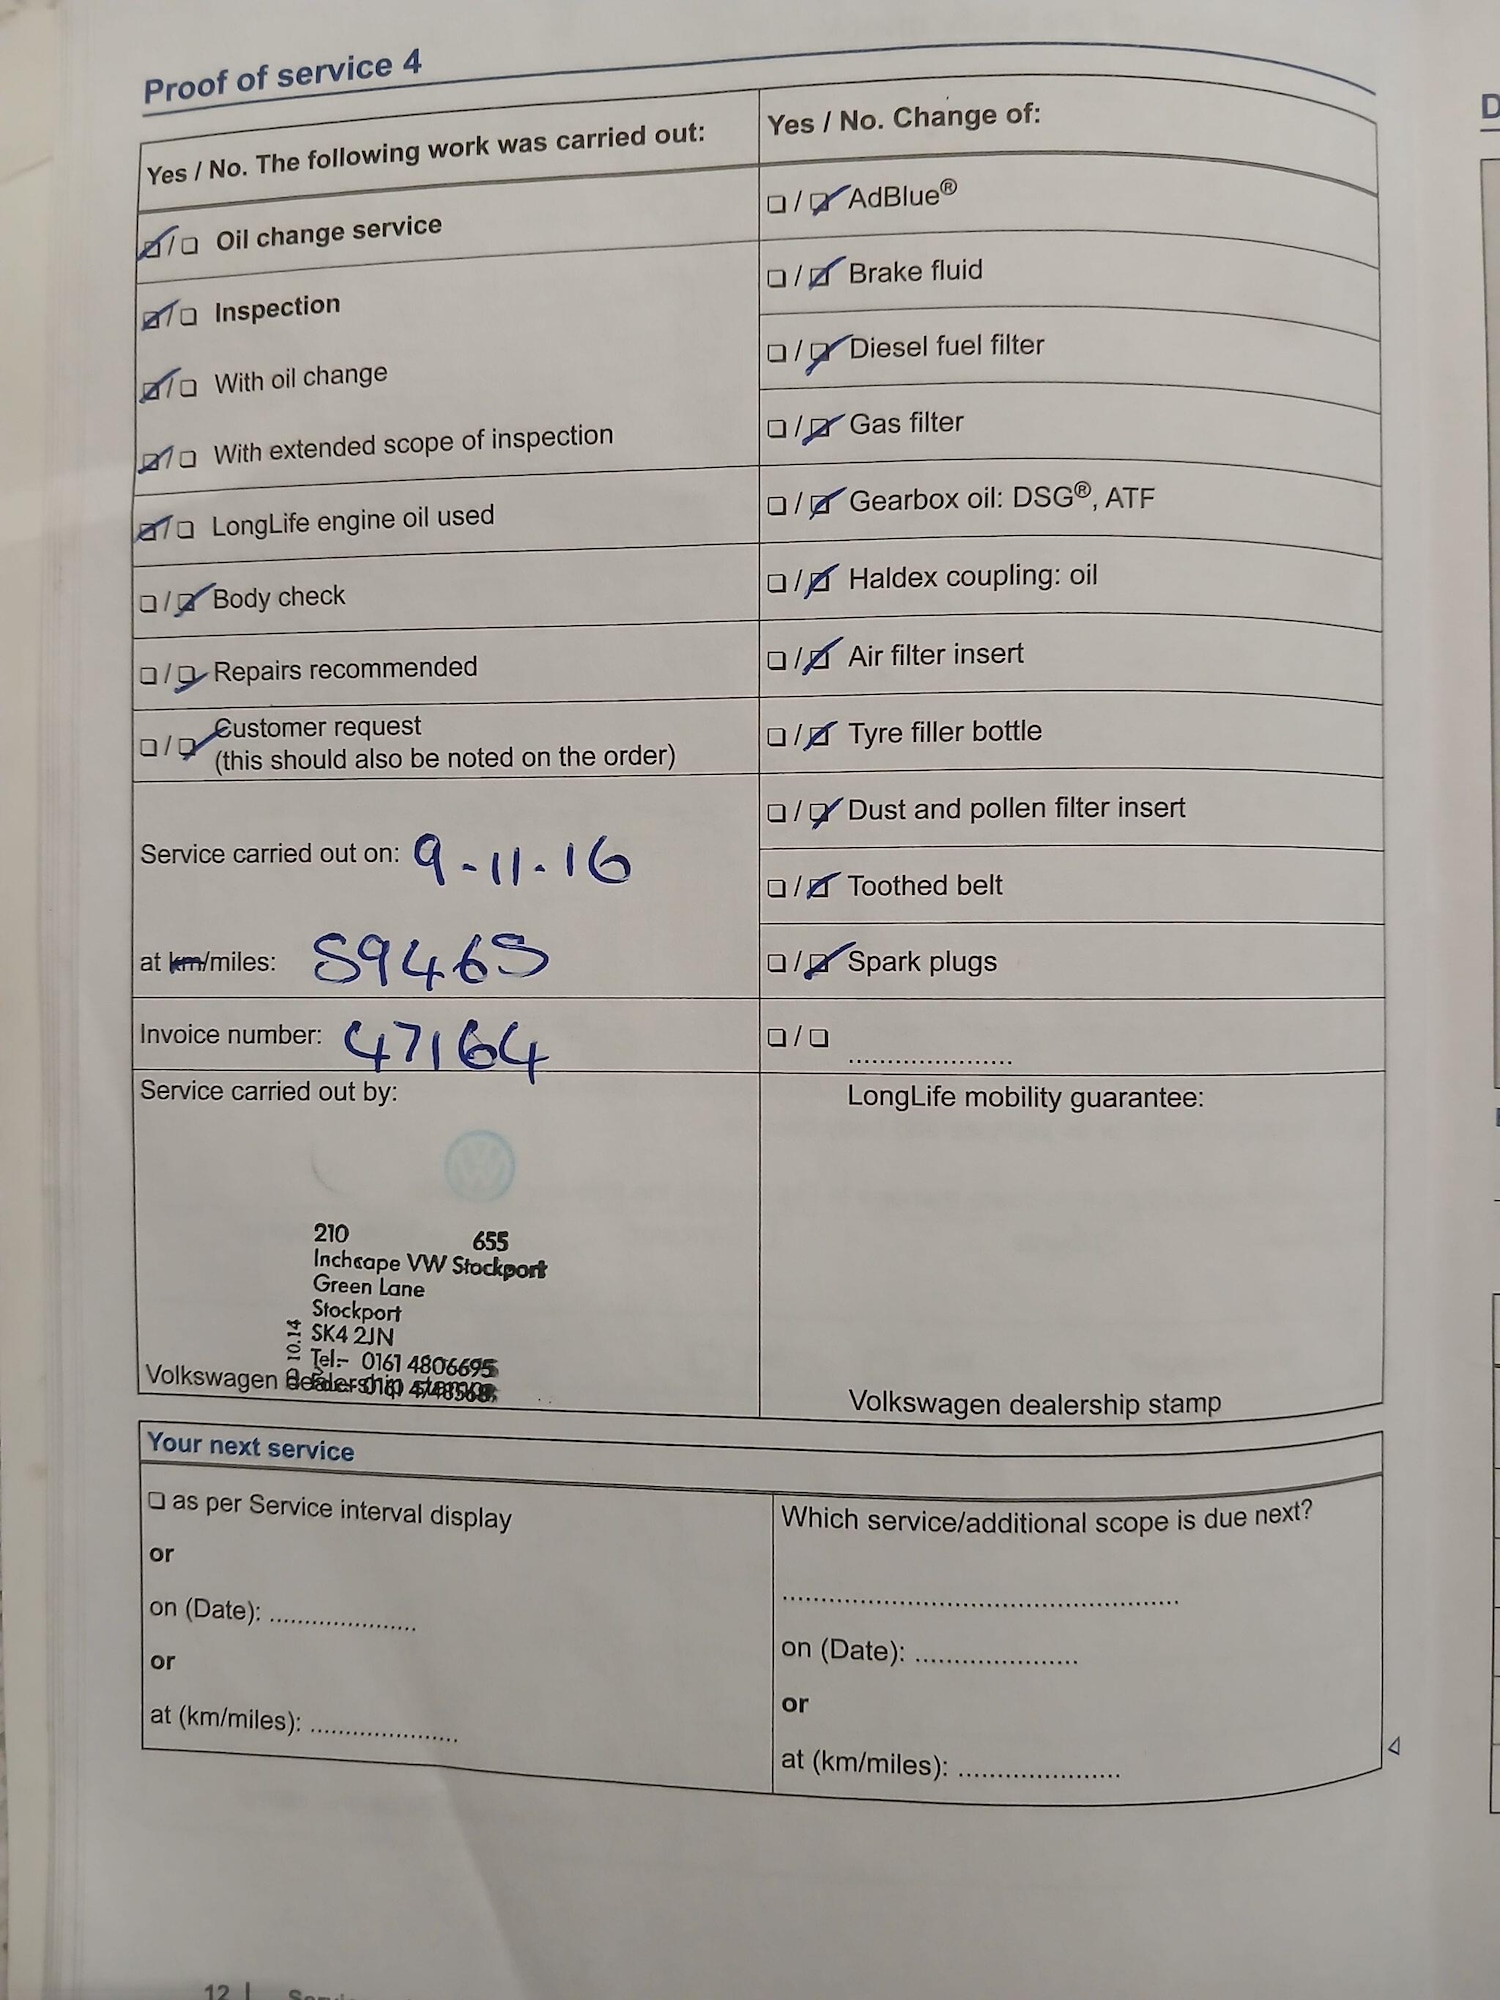 Proof of service 4
Yes / No. The following work was carried out:
☑/☐ Oil change service
☑/☐ Inspection
☑/☐ With oil change
☑/☐ With extended scope of inspection
☑/☐ LongLife engine oil used
☐/☑ Body check
☐/☑ Repairs recommended
☐/☑ Customer request
(this should also be noted on the order)
Service carried out on: 9-11-16
at km/miles: 59465
Invoice number: 47164
Yes / No. Change of:
☐/☑ AdBlue®
☐/☑ Brake fluid
☐/☑ Diesel fuel filter
☐/☑ Gas filter
☐/☑ Gearbox oil: DSG®, ATF
☐/☑ Haldex coupling: oil
☐/☑ Air filter insert
☐/☑ Tyre filler bottle
☐/☑ Dust and pollen filter insert
☐/☑ Toothed belt
☐/☑ Spark plugs
☐/☐ .....................
Service carried out by:
210 655
Inchcape VW Stockport
Green Lane
Stockport
SK4 2JN
Tel:- 0161 4806695
10.14
Volkswagen dealership stamp
LongLife mobility guarantee:
Volkswagen dealership stamp
Your next service
☐ as per Service interval display
or
on (Date): ...................
or
at (km/miles): ...................
Which service/additional scope is due next?
...................................................
on (Date): .....................
or
at (km/miles): .....................
12
D